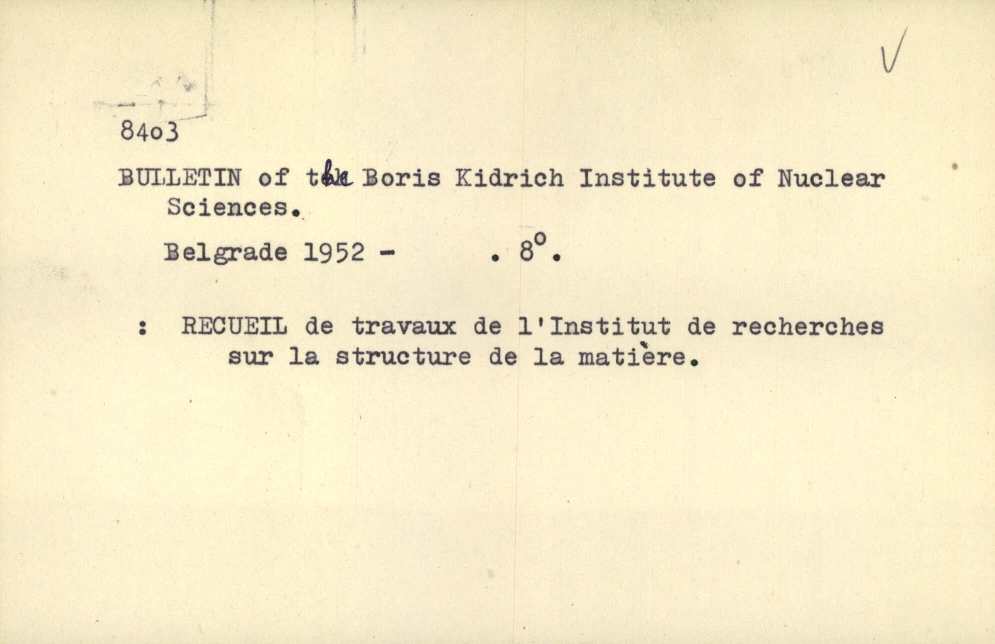 8403
BULLETIN of the Boris Kidrich Institute of Nuclear
Sciences.
Belgrade 1952 - . 8°.
: RECUEIL de travaux de l'Institut de recherches
sur la structure de la matière.